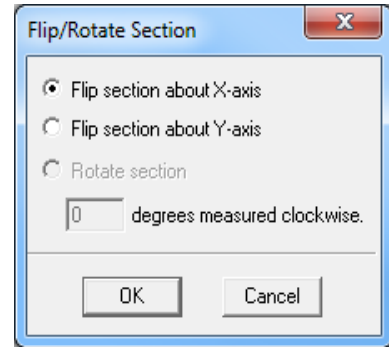 Flip/Rotate Section
Flip section about X-axis
Flip section about Y-axis
Rotate section
0 degrees measured clockwise.
OK Cancel